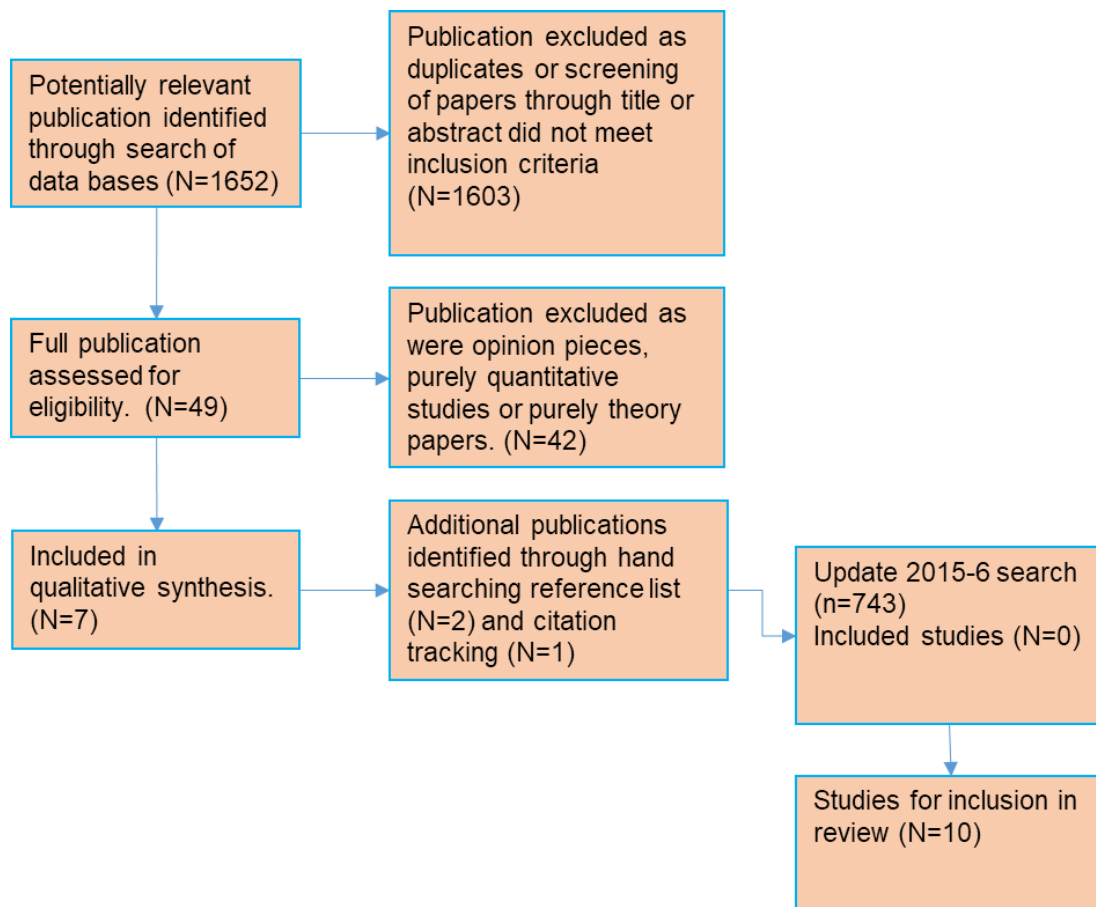 Potentially relevant
publication identified
through search of
data bases (N=1652)
Publication excluded as
duplicates or screening
of papers through title or
abstract did not meet
inclusion criteria
(N=1603)
Full publication
assessed for
eligibility. (N=49)
Publication excluded as
were opinion pieces,
purely quantitative
studies or purely theory
papers. (N=42)
Included in
qualitative synthesis.
(N=7)
Additional publications
identified through hand
searching reference list
(N=2) and citation
tracking (N=1)
Update 2015-6 search
(n=743)
Included studies (N=0)
Studies for inclusion in
review (N=10)